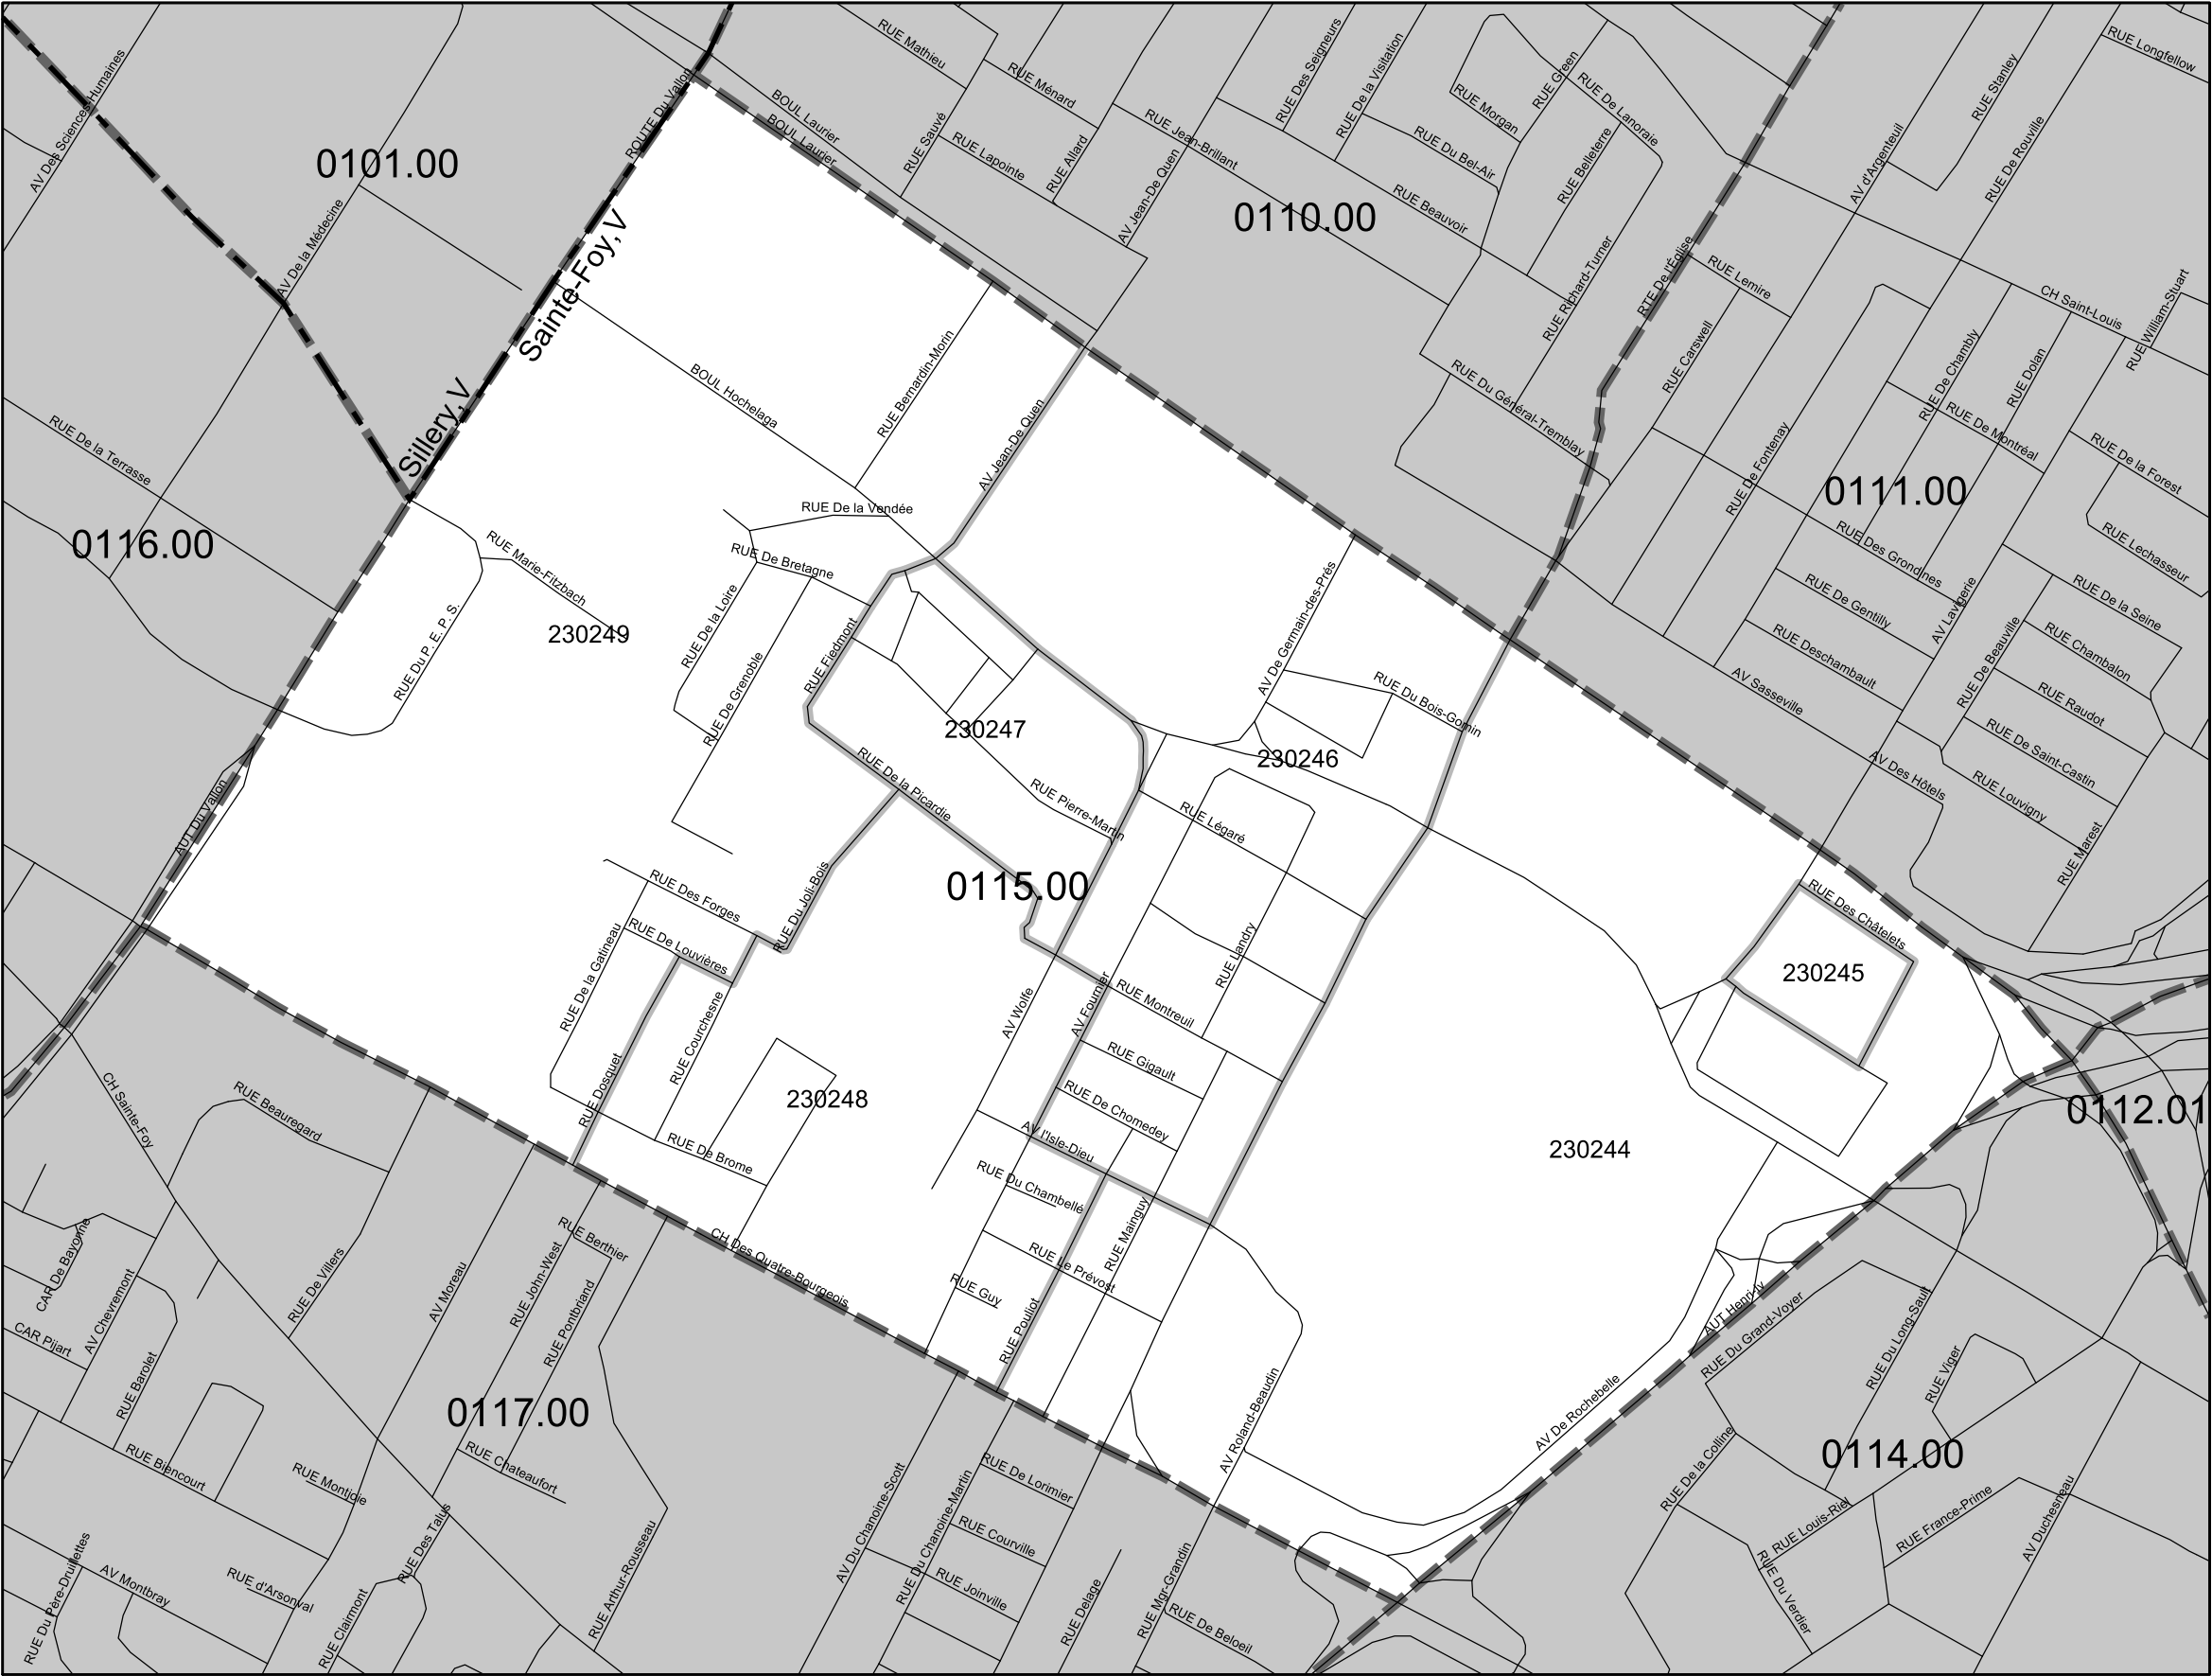 RUE Mathieu
RUE Ménard
RUE Des Seigneurs
RUE De la Visitation
RUE Green
RUE De Lanoraie
RUE Stanley
RUE Longfellow
AV Des Sciences Humaines
ROUTE Du Vallon
BOUL Laurier
BOUL Laurier
RUE Sauvé
RUE Lapointe
RUE Allard
RUE Jean-Brillant
AV Jean-De Quen
RUE Morgan
RUE Du Bel-Air
RUE Belleterre
RUE De Rouville
AV d'Argenteuil
0101.00
0110.00
RUE Beauvoir
AV De la Médecine
Sainte-Foy, V
Sillery, V
RUE Richard-Turner
RTE De l'Église
RUE Lemire
CH Saint-Louis
RUE William-Stuart
RUE Carswell
RUE De Chambly
RUE Dolan
BOUL Hochelaga
RUE Bernardin-Morin
AV Jean-De Quen
RUE Du Général-Tremblay
RUE De Montréal
RUE De la Terrasse
RUE De Fontenay
0111.00
RUE De la Forest
RUE De la Vendée
0116.00
RUE Marie-Fitzbach
RUE De Bretagne
RUE Des Grondines
RUE Lechasseur
RUE Du P. E. P. S.
230249
RUE De la Loire
RUE De Grenoble
RUE Fiedmont
AV De Germain-des-Prés
RUE De Gentilly
AV Lavigerie
RUE De la Seine
RUE Deschambault
RUE De Beauville
RUE Chambalon
AV Sasseville
RUE Raudot
RUE Du Bois-Gomin
230247
230246
RUE De Saint-Castin
AV Des Hôtels
RUE Louvigny
RUE Marest
AUT Du Vallon
RUE De la Picardie
RUE Pierre-Martin
RUE Légaré
0115.00
RUE Des Forges
RUE Du Joli-Bois
RUE De Louvières
RUE De la Gatineau
RUE Landry
RUE Des Châtelets
230245
AV Wolfe
AV Fournier
RUE Montreuil
RUE Courchesne
RUE Dosquet
RUE Gigault
RUE De Chomedey
230248
230244
0112.01
CH Sainte-Foy
RUE Beauregard
RUE De Brome
AV l'Isle-Dieu
RUE Du Chambellé
RUE Mainguy
RUE Le Prévost
RUE Guy
RUE Pouliot
CAR De Bayonne
AV Chevremont
CAR Pijart
RUE Barolet
RUE De Villers
AV Moreau
RUE John-West
RUE Berthier
RUE Pontbriand
CH Des Quatre-Bourgeois
AUT Henri-Iv
RUE Du Grand-Voyer
RUE Du Long-Sault
RUE Viger
0117.00
0114.00
RUE Biencourt
RUE Montjoie
RUE Chateaufort
AV Roland-Beaudin
AV De Rochebelle
RUE De la Colline
RUE De Lorimier
AV Du Chanoine-Scott
RUE Du Chanoine-Martin
RUE Courville
RUE Joinville
RUE Louis-Riel
RUE France-Prime
AV Duchesneau
RUE Du Verdier
RUE Des Talus
RUE Arthur-Rousseau
RUE Du Père-Druillettes
AV Montbray
RUE d'Arsonval
RUE Clairmont
RUE Delage
RUE Mgr-Grandin
RUE De Beloeil